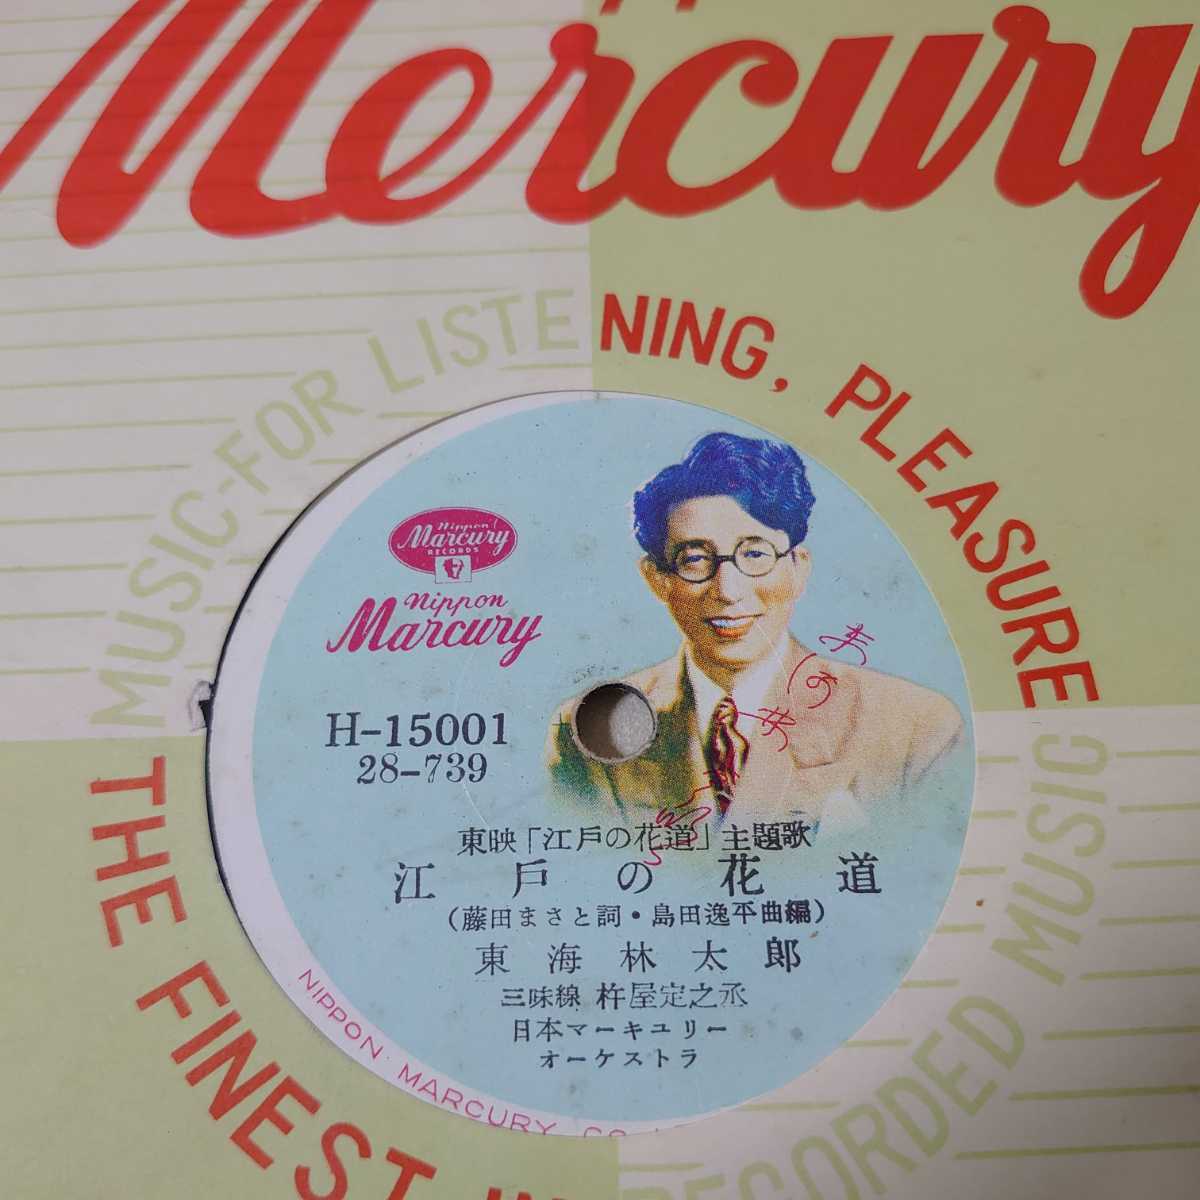 Mercury
MUSIC-FOR LISTENING, PLEASURE
THE FINEST IN
RECORDED MUSIC
Nippon
Marcury
RECORDS
nippon
Marcury
H-15001
28-739
東映「江戸の花道」主題歌
江戸の花道
(藤田まさと詞・島田逸平曲編)
東海林太郎
三味線 杵屋定之丞
日本マーキユリー
オーケストラ
NIPPON MARCURY CO